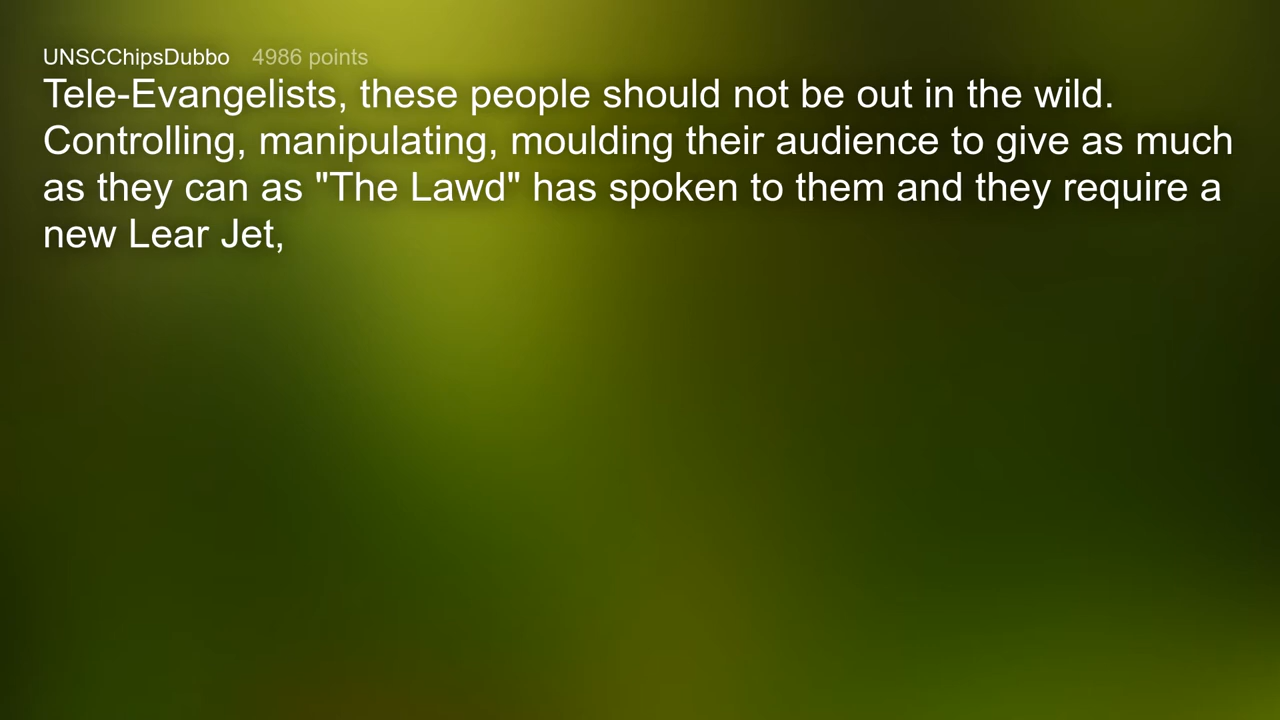 UNSCChipsDubbo 4986 points
Tele-Evangelists, these people should not be out in the wild.
Controlling, manipulating, moulding their audience to give as much
as they can as "The Lawd" has spoken to them and they require a
new Lear Jet,